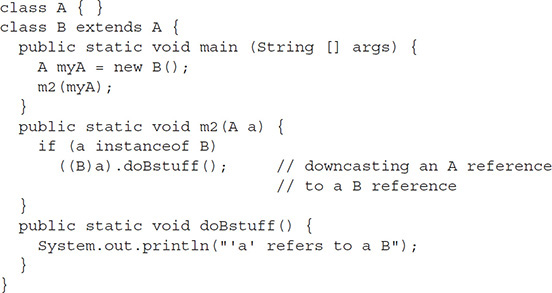 class A { }
class B extends A {
  public static void main (String [] args) {
    A myA = new B();
    m2(myA);
  }
  public static void m2(A a) {
    if (a instanceof B)
      ((B)a).doBstuff();     // downcasting an A reference
                             // to a B reference
  }
  public static void doBstuff() {
    System.out.println("'a' refers to a B");
  }
}